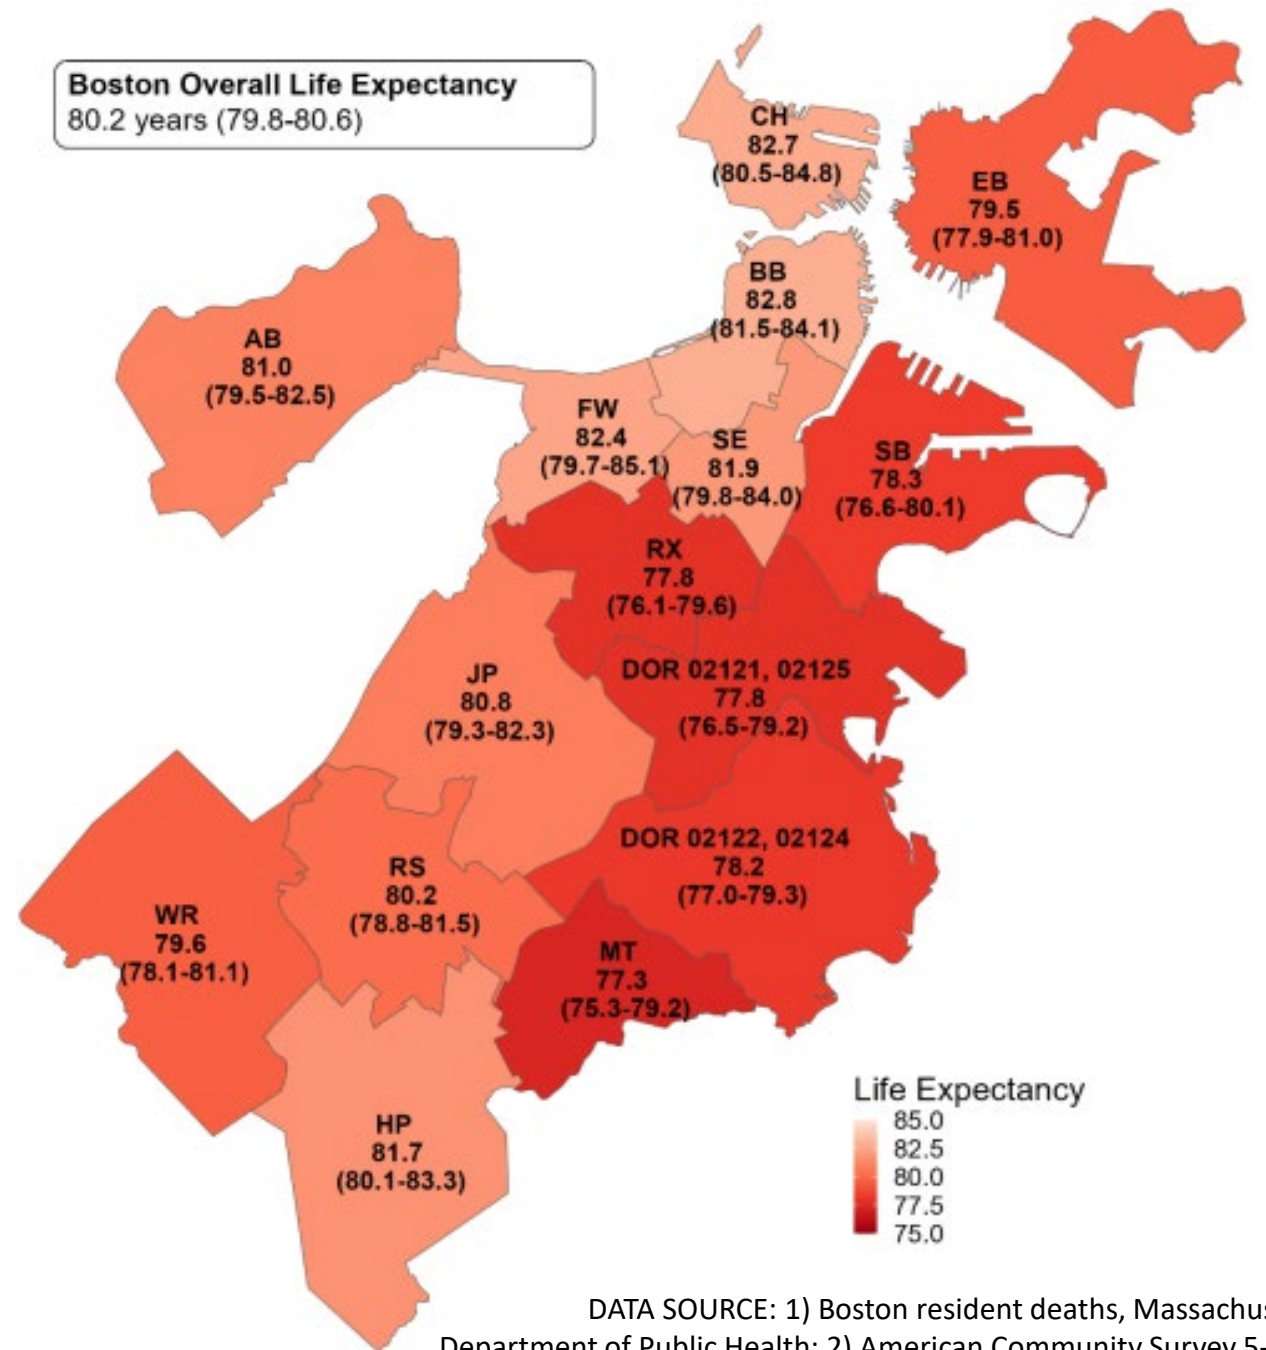 Boston Overall Life Expectancy
80.2 years (79.8-80.6)
CH
82.7
(80.5-84.8)
EB
79.5
(77.9-81.0)
BB
82.8
(81.5-84.1)
AB
81.0
(79.5-82.5)
FW
82.4
(79.7-85.1)
SE
81.9
(79.8-84.0)
SB
78.3
(76.6-80.1)
RX
77.8
(76.1-79.6)
JP
80.8
(79.3-82.3)
DOR 02121, 02125
77.8
(76.5-79.2)
DOR 02122, 02124
78.2
(77.0-79.3)
RS
80.2
(78.8-81.5)
WR
79.6
(78.1-81.1)
MT
77.3
(75.3-79.2)
HP
81.7
(80.1-83.3)
Life Expectancy
85.0
82.5
80.0
77.5
75.0
DATA SOURCE: 1) Boston resident deaths, Massachus
Department of Public Health; 2) American Community Survey 5-